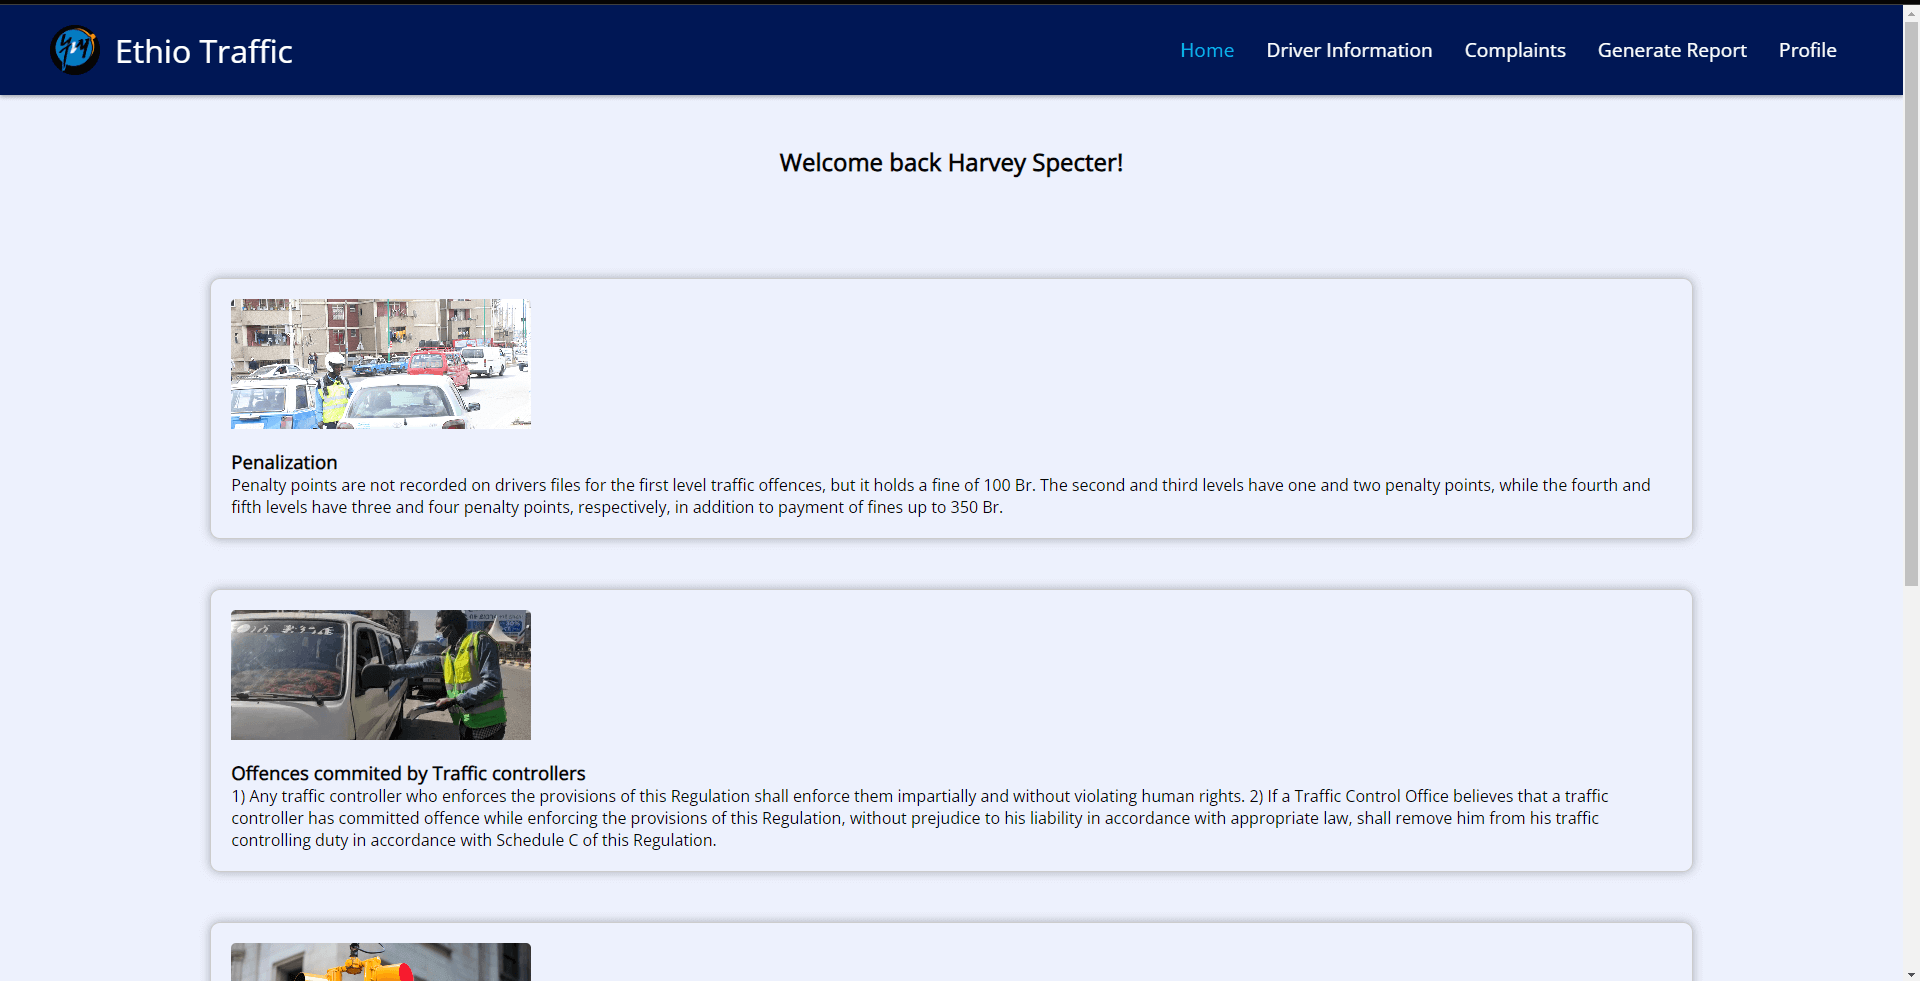 Ethio Traffic
Home Driver Information Complaints Generate Report Profile
Welcome back Harvey Specter!
Penalization
Penalty points are not recorded on drivers files for the first level traffic offences, but it holds a fine of 100 Br. The second and third levels have one and two penalty points, while the fourth and
fifth levels have three and four penalty points, respectively, in addition to payment of fines up to 350 Br.
Offences commited by Traffic controllers
1) Any traffic controller who enforces the provisions of this Regulation shall enforce them impartially and without violating human rights. 2) If a Traffic Control Office believes that a traffic
controller has committed offence while enforcing the provisions of this Regulation, without prejudice to his liability in accordance with appropriate law, shall remove him from his traffic
controlling duty in accordance with Schedule C of this Regulation.